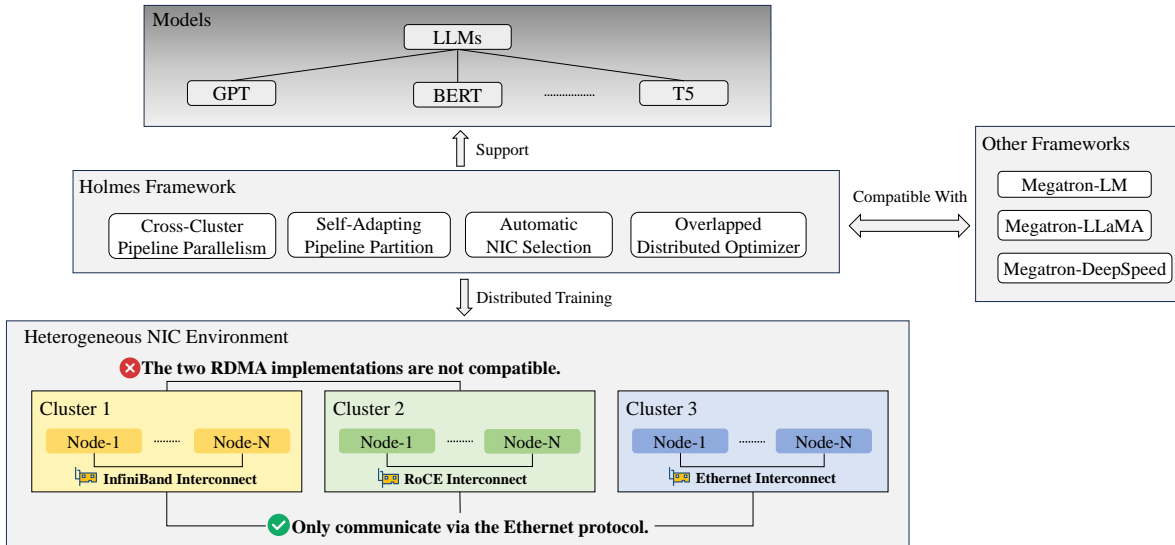 Models
LLMs
GPT
BERT
T5
Support
Holmes Framework
Cross-Cluster
Pipeline Parallelism
Self-Adapting
Pipeline Partition
Automatic
NIC Selection
Overlapped
Distributed Optimizer
Compatible With
Other Frameworks
Megatron-LM
Megatron-LLaMA
Megatron-DeepSpeed
Distributed Training
Heterogeneous NIC Environment
The two RDMA implementations are not compatible.
Cluster 1
Node-1 ......... Node-N
InfiniBand Interconnect
Cluster 2
Node-1 ......... Node-N
RoCE Interconnect
Cluster 3
Node-1 ......... Node-N
Ethernet Interconnect
Only communicate via the Ethernet protocol.